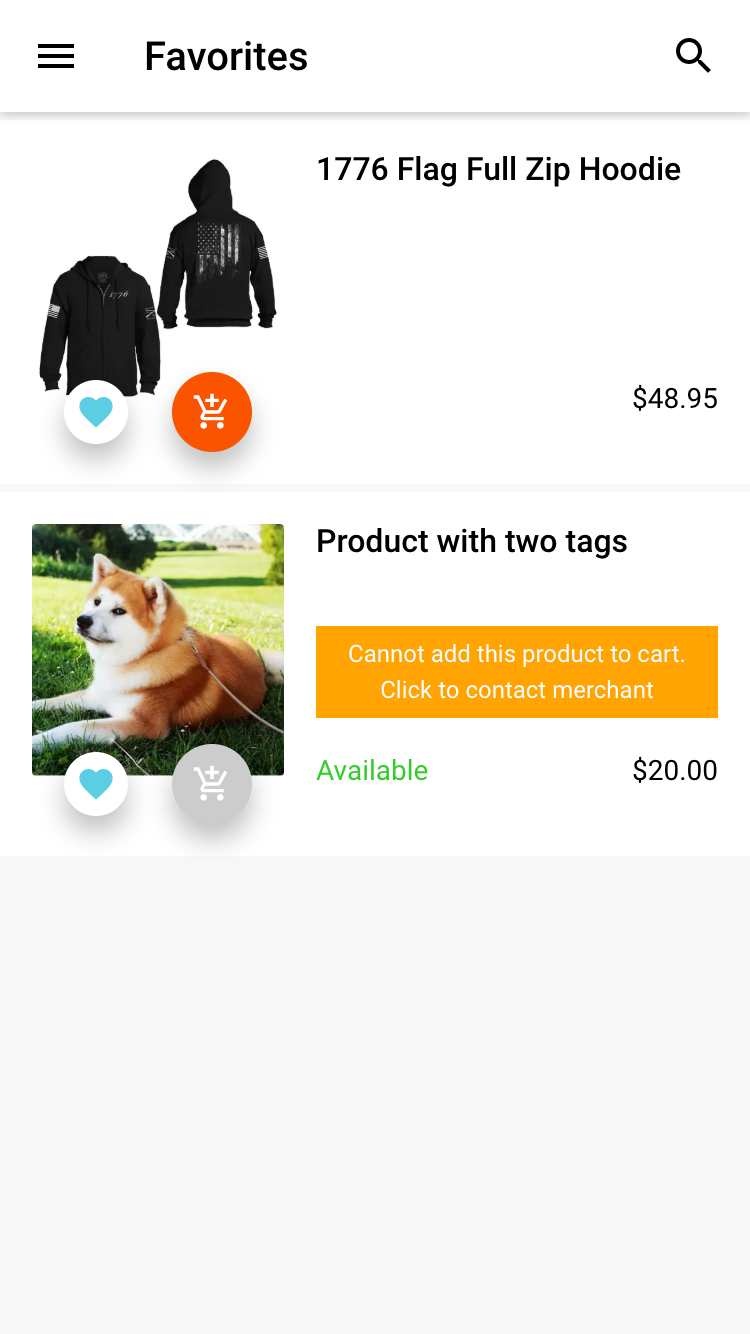 Favorites
1776 Flag Full Zip Hoodie
1776
$48.95
Product with two tags
Cannot add this product to cart.
Click to contact merchant
Available
$20.00